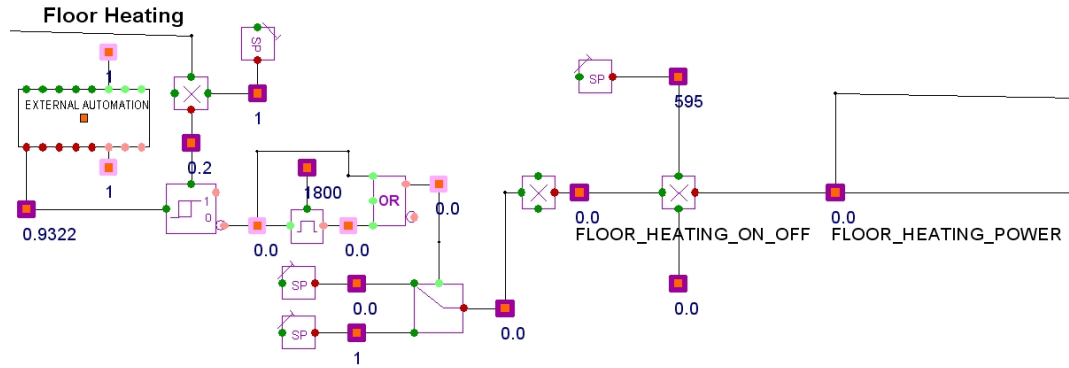 Floor Heating
SP
1
SP
EXTERNAL AUTOMATION
595
1
0.2
1
1800
1
0
OR
0.0
0.9322
0.0
0.0
0.0
0.0
FLOOR_HEATING_ON_OFF
FLOOR_HEATING_POWER
SP
0.0
0.0
0.0
SP
1